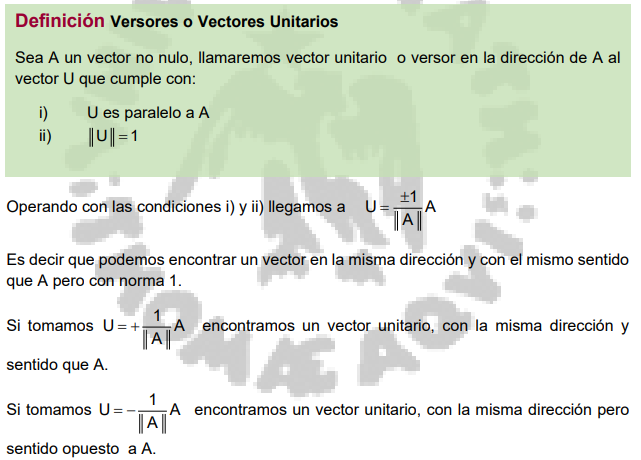 Definición Versores o Vectores Unitarios
Sea A un vector no nulo, llamaremos vector unitario o versor en la dirección de A al
vector U que cumple con:
i) U es paralelo a A
ii) ‖U‖ = 1
Operando con las condiciones i) y ii) llegamos a U = ±1/‖A‖ A
Es decir que podemos encontrar un vector en la misma dirección y con el mismo sentido
que A pero con norma 1.
Si tomamos U = + 1/‖A‖ A encontramos un vector unitario, con la misma dirección y
sentido que A.
Si tomamos U = − 1/‖A‖ A encontramos un vector unitario, con la misma dirección pero
sentido opuesto a A.